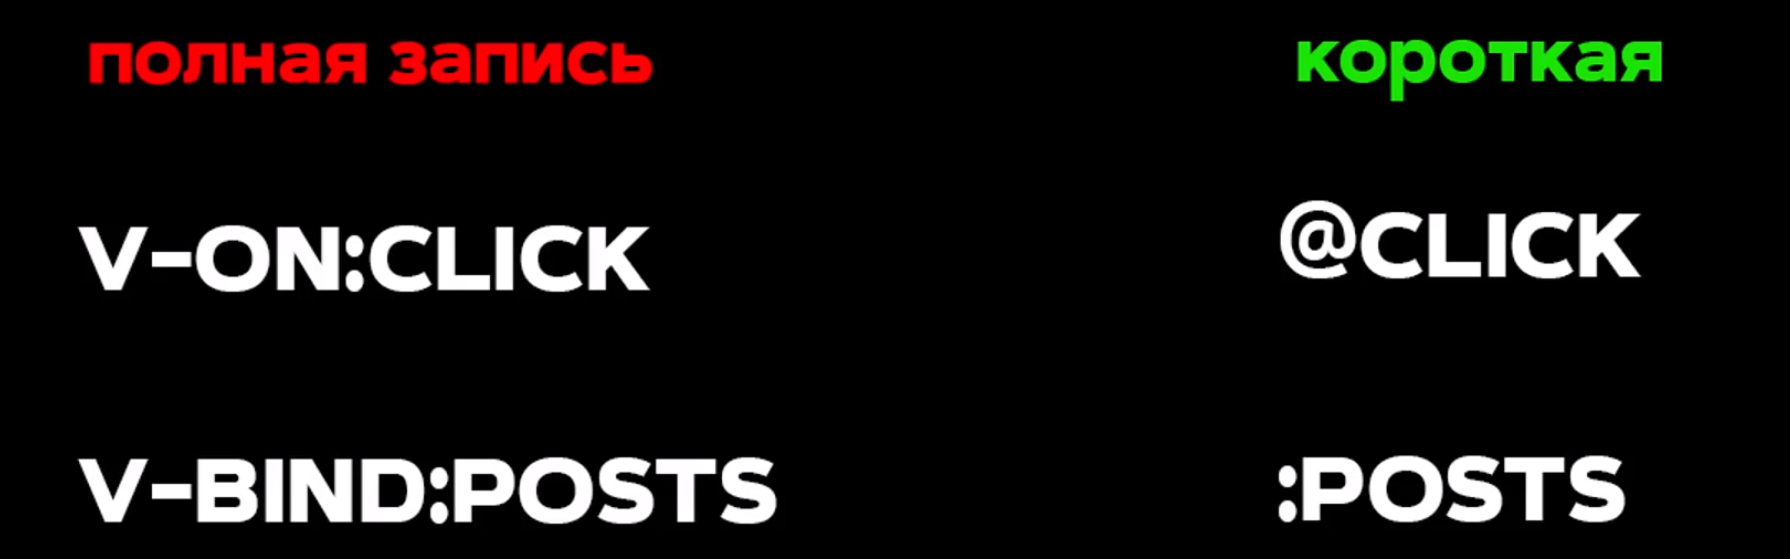 полная запись
короткая
V-ON:CLICK
@CLICK
V-BIND:POSTS
:POSTS